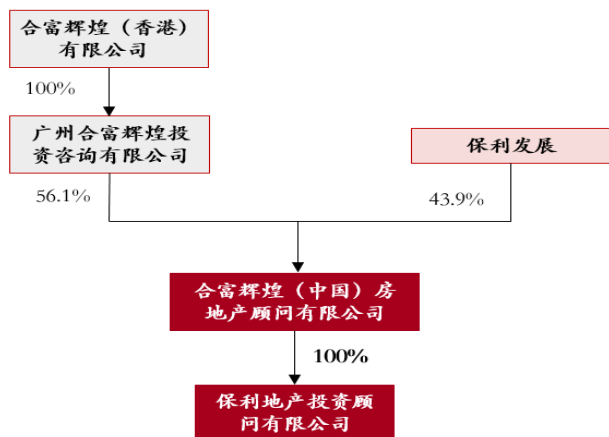 合富辉煌（香港）
有限公司
100%
广州合富辉煌投
资咨询有限公司
保利发展
56.1%
43.9%
合富辉煌（中国）房
地产顾问有限公司
100%
保利地产投资顾
问有限公司